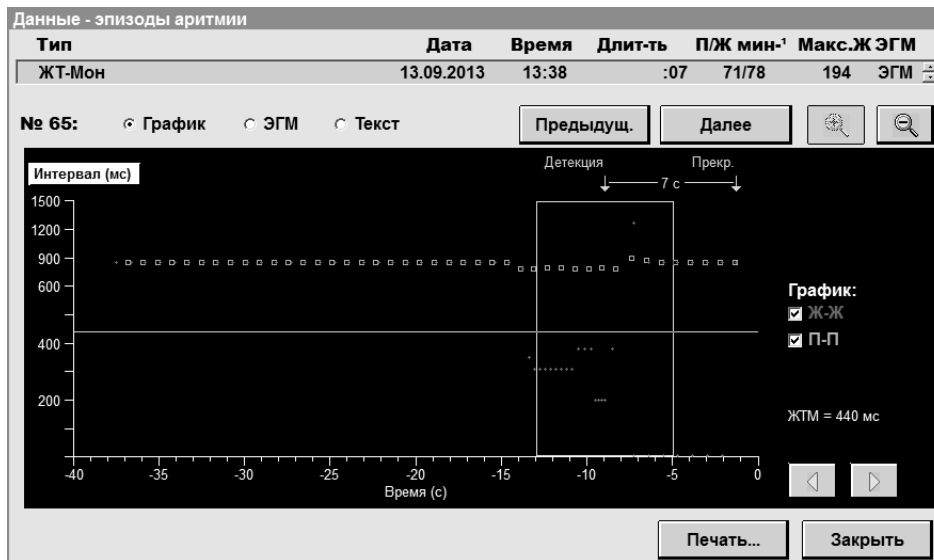 Данные - эпизоды аритмии
Тип Дата Время Длит-ть П/Ж мин-¹ Макс.Ж ЭГМ
ЖТ-Мон 13.09.2013 13:38 :07 71/78 194 ЭГМ
№ 65: График ЭГМ Текст Предыдущ. Далее
Детекция Прекр.
Интервал (мс)
7 с
1500
1200
900
600
400
200
График:
Ж-Ж
П-П
ЖТМ = 440 мс
-40 -35 -30 -25 -20 -15 -10 -5 0
Время (с)
Печать... Закрыть